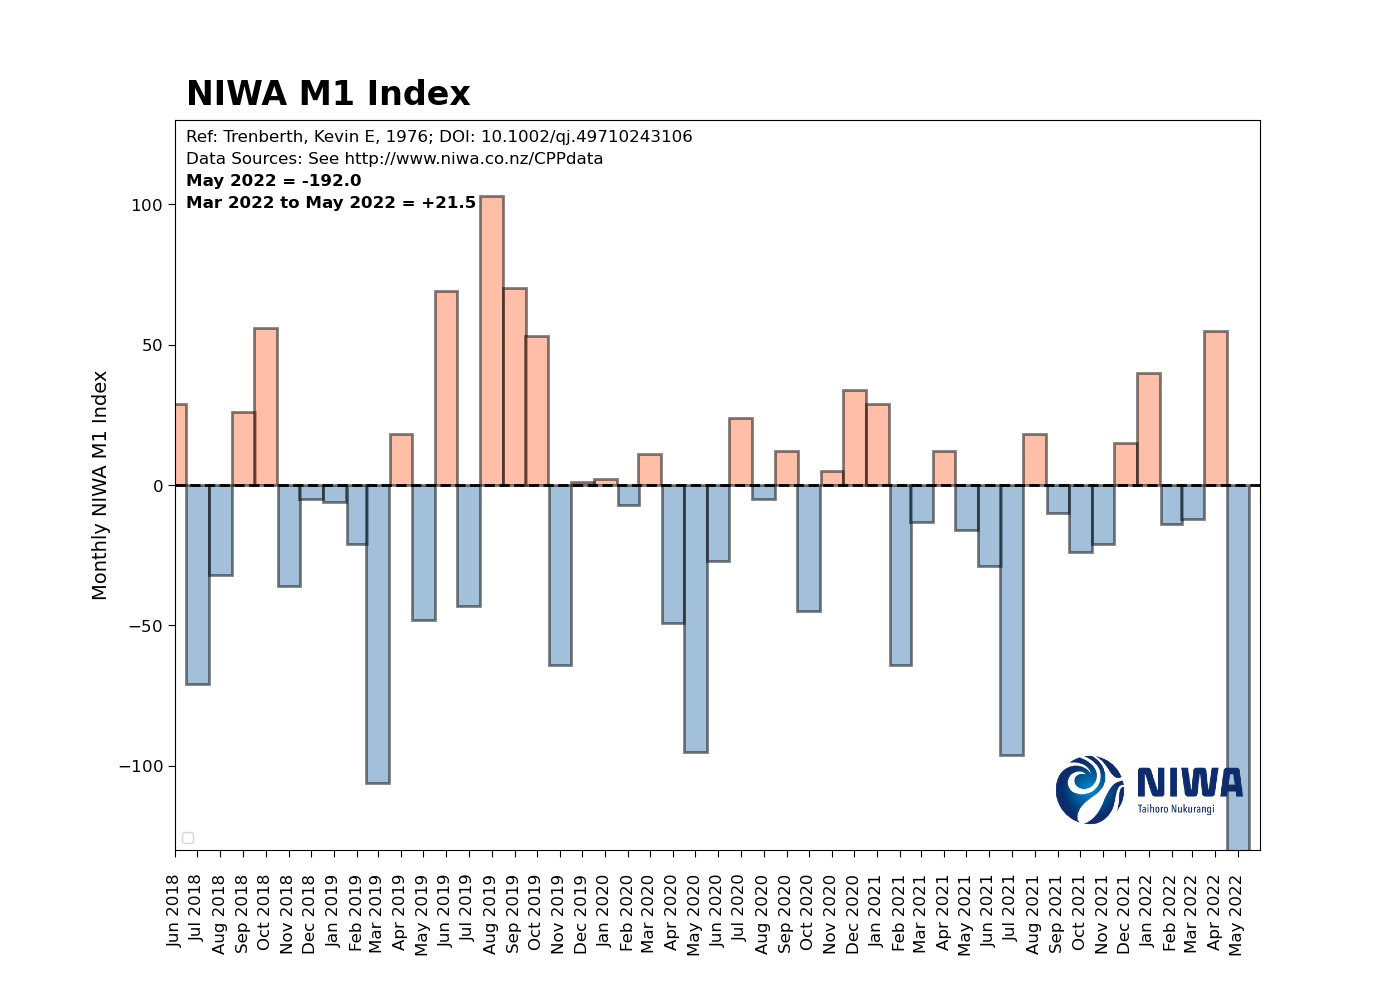 NIWA M1 Index
Ref: Trenberth, Kevin E, 1976; DOI: 10.1002/qj.49710243106
Data Sources: See http://www.niwa.co.nz/CPPdata
May 2022 = -192.0
Mar 2022 to May 2022 = +21.5
Monthly NIWA M1 Index
100
50
0
−50
−100
NIWA
Taihoro Nukurangi
Jun 2018
Jul 2018
Aug 2018
Sep 2018
Oct 2018
Nov 2018
Dec 2018
Jan 2019
Feb 2019
Mar 2019
Apr 2019
May 2019
Jun 2019
Jul 2019
Aug 2019
Sep 2019
Oct 2019
Nov 2019
Dec 2019
Jan 2020
Feb 2020
Mar 2020
Apr 2020
May 2020
Jun 2020
Jul 2020
Aug 2020
Sep 2020
Oct 2020
Nov 2020
Dec 2020
Jan 2021
Feb 2021
Mar 2021
Apr 2021
May 2021
Jun 2021
Jul 2021
Aug 2021
Sep 2021
Oct 2021
Nov 2021
Dec 2021
Jan 2022
Feb 2022
Mar 2022
Apr 2022
May 2022